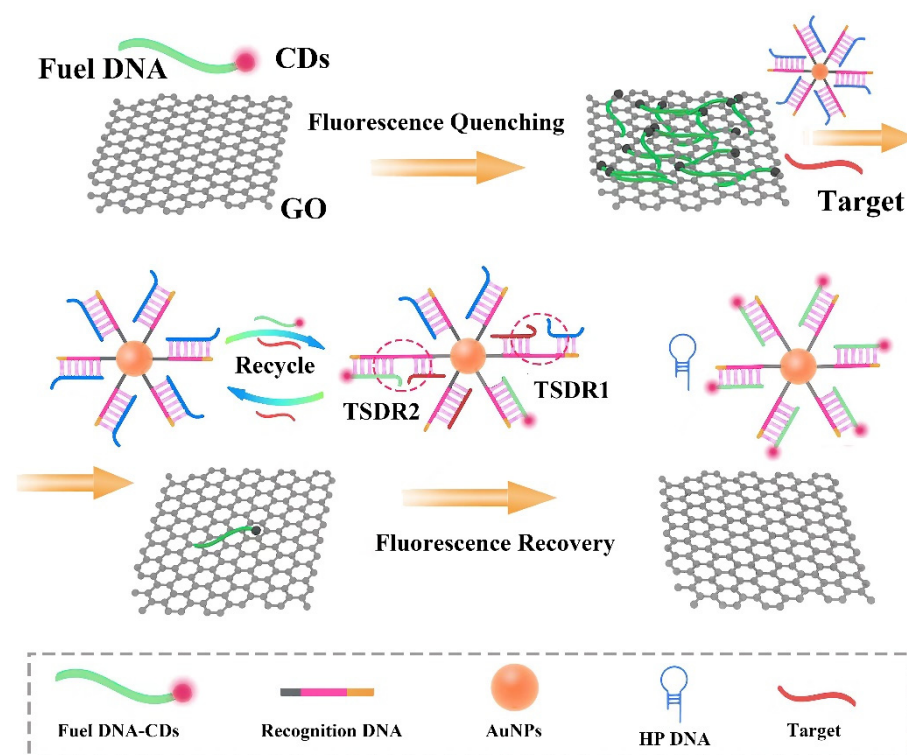 Fuel DNA
CDs
Fluorescence Quenching
GO
Target
Recycle
TSDR2
TSDR1
Fluorescence Recovery
Fuel DNA-CDs
Recognition DNA
AuNPs
HP DNA
Target